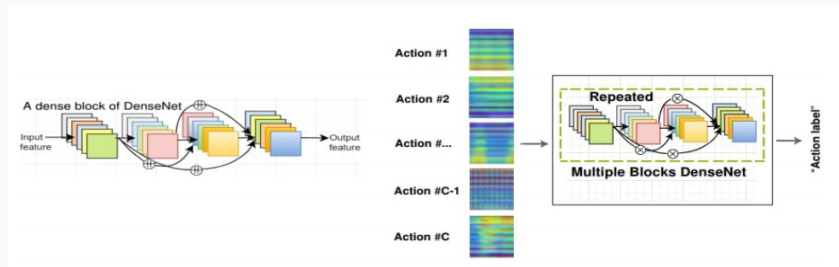 A dense block of DenseNet
Input
feature
Output
feature
Action #1
Action #2
Action #...
Action #C-1
Action #C
Repeated
Multiple Blocks DenseNet
"Action label"